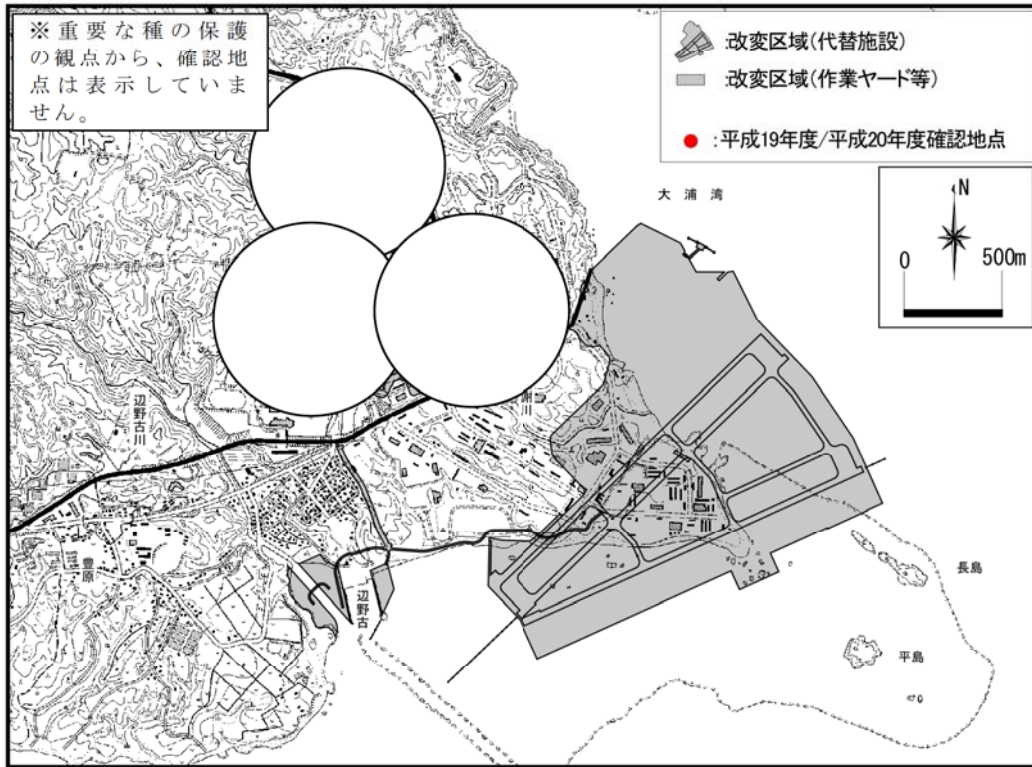 ※重要な種の保護
の観点から、確認地
点は表示していま
せん。
:改変区域(代替施設)
:改変区域(作業ヤード等)
:平成19年度/平成20年度確認地点
大浦湾
N
0 500m
辺野古川
豊原
辺野古
長島
平島